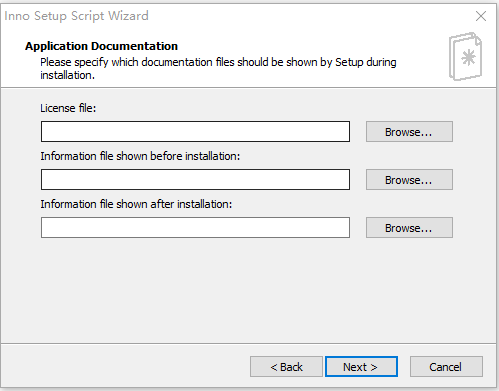 Inno Setup Script Wizard
Application Documentation
Please specify which documentation files should be shown by Setup during
installation.
License file:
Browse...
Information file shown before installation:
Browse...
Information file shown after installation:
Browse...
< Back
Next >
Cancel